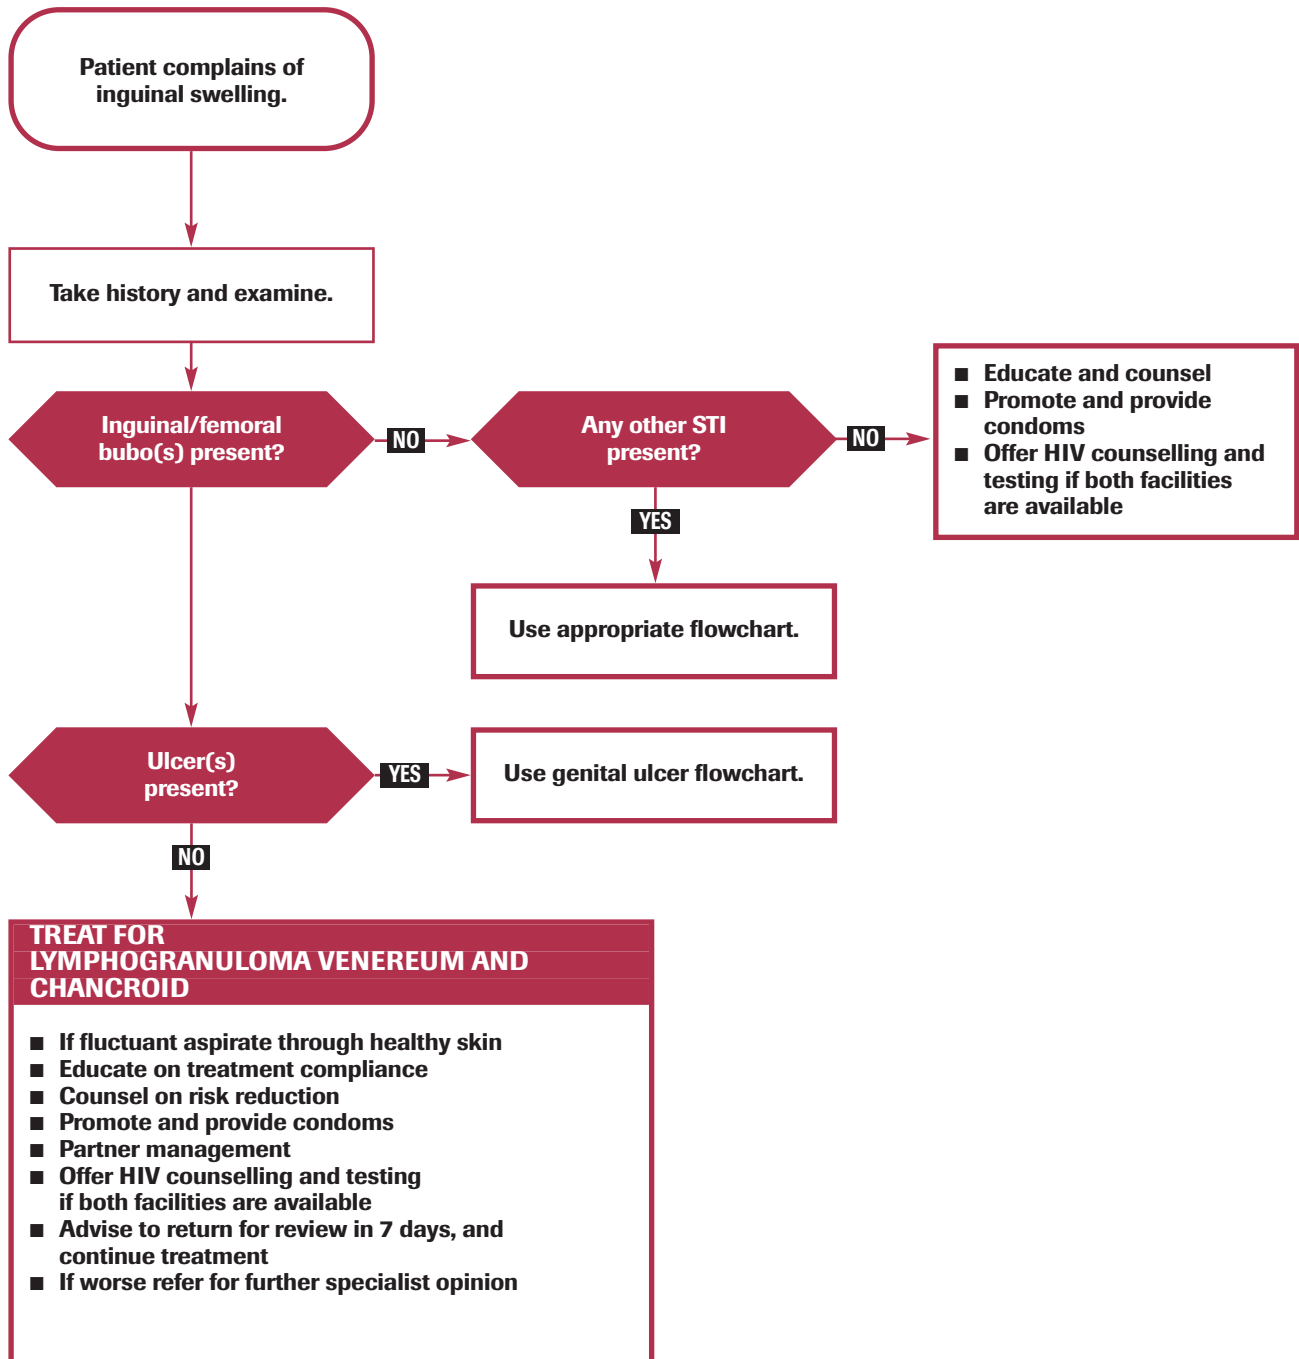 Patient complains of
inguinal swelling.
Take history and examine.
Inguinal/femoral
bubo(s) present?
NO
Any other STI
present?
NO
■ Educate and counsel
■ Promote and provide
condoms
■ Offer HIV counselling and
testing if both facilities
are available
YES
Use appropriate flowchart.
Ulcer(s)
present?
YES
Use genital ulcer flowchart.
NO
TREAT FOR
LYMPHOGRANULOMA VENEREUM AND
CHANCROID
■ If fluctuant aspirate through healthy skin
■ Educate on treatment compliance
■ Counsel on risk reduction
■ Promote and provide condoms
■ Partner management
■ Offer HIV counselling and testing
if both facilities are available
■ Advise to return for review in 7 days, and
continue treatment
■ If worse refer for further specialist opinion